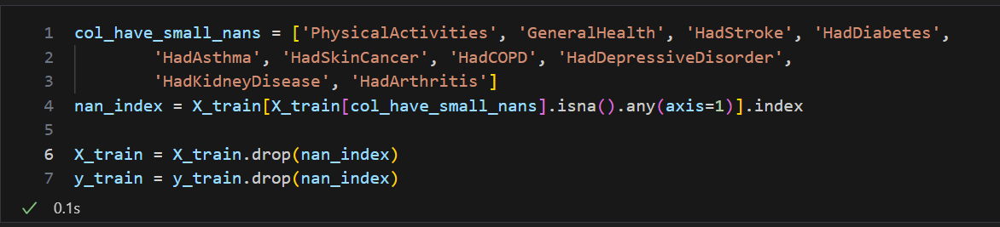 1 col_have_small_nans = ['PhysicalActivities', 'GeneralHealth', 'HadStroke', 'HadDiabetes',
2         'HadAsthma', 'HadSkinCancer', 'HadCOPD', 'HadDepressiveDisorder',
3         'HadKidneyDisease', 'HadArthritis']
4 nan_index = X_train[X_train[col_have_small_nans].isna().any(axis=1)].index
5
6 X_train = X_train.drop(nan_index)
7 y_train = y_train.drop(nan_index)
0.1s